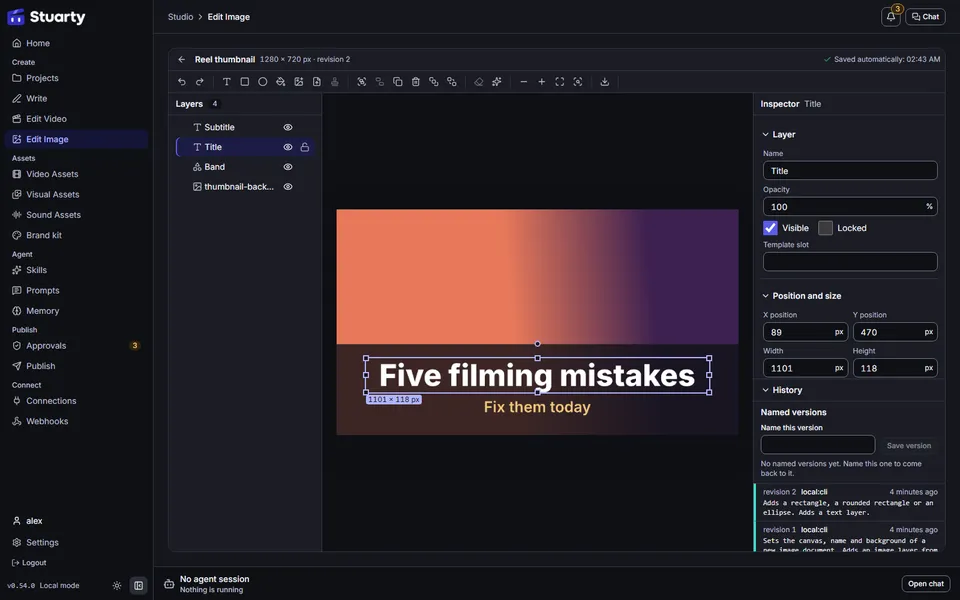 Stuarty
Studio > Edit Image
3
Chat
Home
Create
Projects
Write
Edit Video
Edit Image
Assets
Video Assets
Visual Assets
Sound Assets
Brand kit
Agent
Skills
Prompts
Memory
Publish
Approvals 3
Publish
Connect
Connections
Webhooks
alex
Settings
Logout
v0.54.0 Local mode
Reel thumbnail 1280 × 720 px · revision 2
Saved automatically: 02:43 AM
Layers 4
Subtitle
Title
Band
thumbnail-back...
Five filming mistakes
1101 × 118 px
Fix them today
Inspector Title
Layer
Name
Title
Opacity
100 %
Visible Locked
Template slot
Position and size
X position Y position
89 px 470 px
Width Height
1101 px 118 px
History
Named versions
Name this version
Save version
No named versions yet. Name this one to come
back to it.
revision 2 local:cli 4 minutes ago
Adds a rectangle, a rounded rectangle or an
ellipse. Adds a text layer.
revision 1 local:cli 4 minutes ago
Sets the canvas, name and background of a
new image document. Adds an image layer from
No agent session
Nothing is running
Open chat